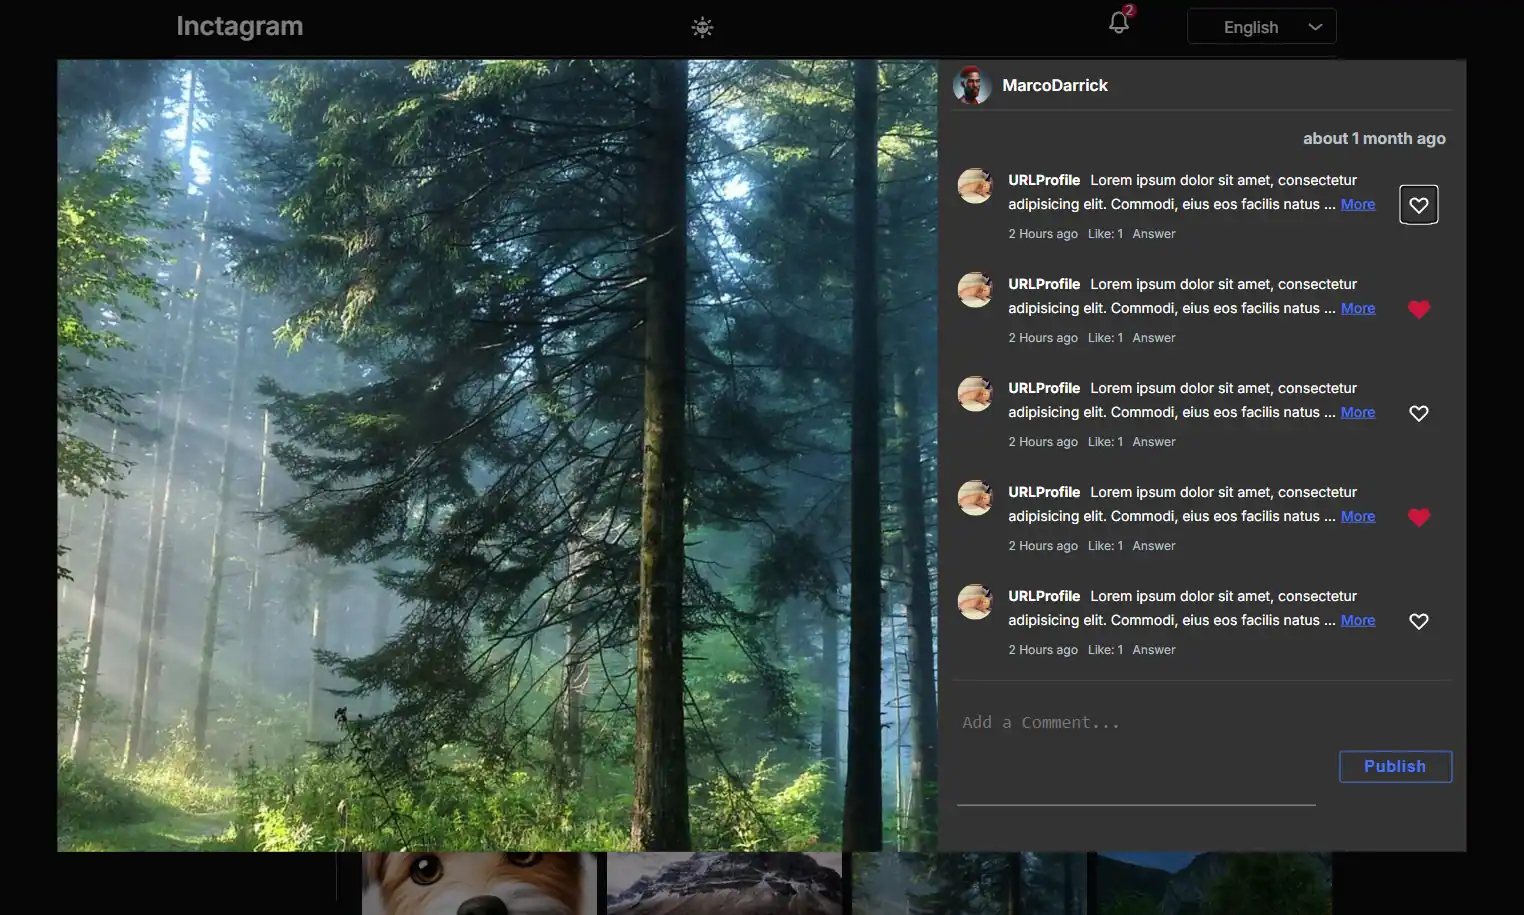 Inctagram
2
English
MarcoDarrick
about 1 month ago
URLProfile Lorem ipsum dolor sit amet, consectetur
adipisicing elit. Commodi, eius eos facilis natus ... More
2 Hours ago Like: 1 Answer
URLProfile Lorem ipsum dolor sit amet, consectetur
adipisicing elit. Commodi, eius eos facilis natus ... More
2 Hours ago Like: 1 Answer
URLProfile Lorem ipsum dolor sit amet, consectetur
adipisicing elit. Commodi, eius eos facilis natus ... More
2 Hours ago Like: 1 Answer
URLProfile Lorem ipsum dolor sit amet, consectetur
adipisicing elit. Commodi, eius eos facilis natus ... More
2 Hours ago Like: 1 Answer
URLProfile Lorem ipsum dolor sit amet, consectetur
adipisicing elit. Commodi, eius eos facilis natus ... More
2 Hours ago Like: 1 Answer
Add a Comment...
Publish